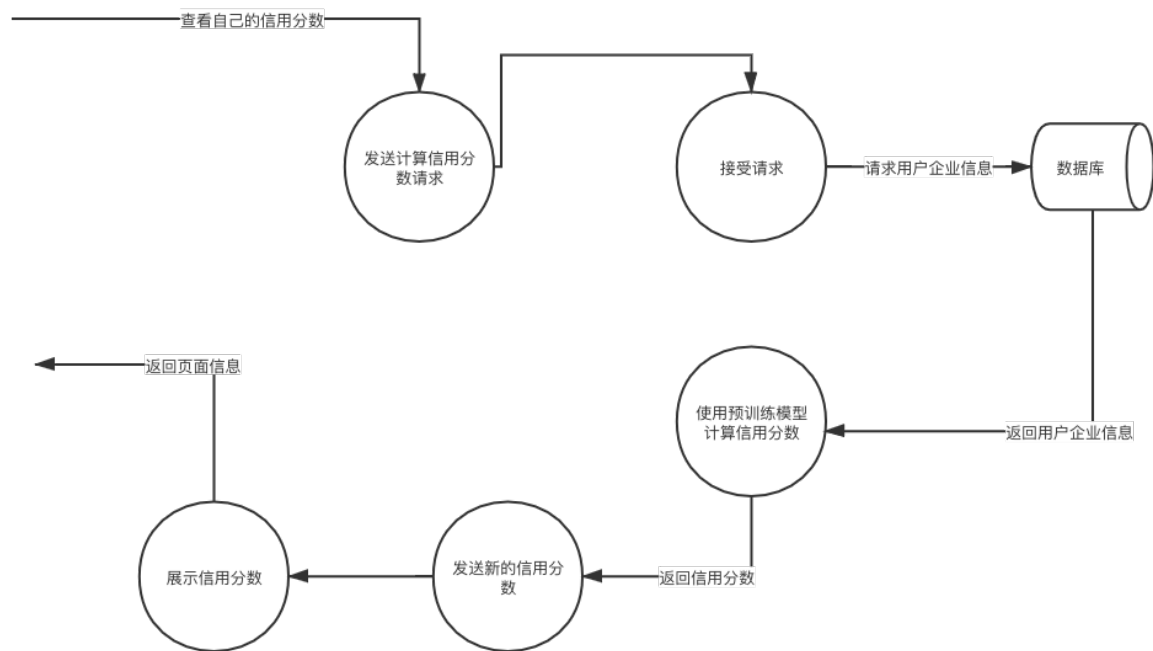 查看自己的信用分数
发送计算信用分
数请求
接受请求
请求用户企业信息
数据库
返回页面信息
使用预训练模型
计算信用分数
返回用户企业信息
展示信用分数
发送新的信用分
数
返回信用分数